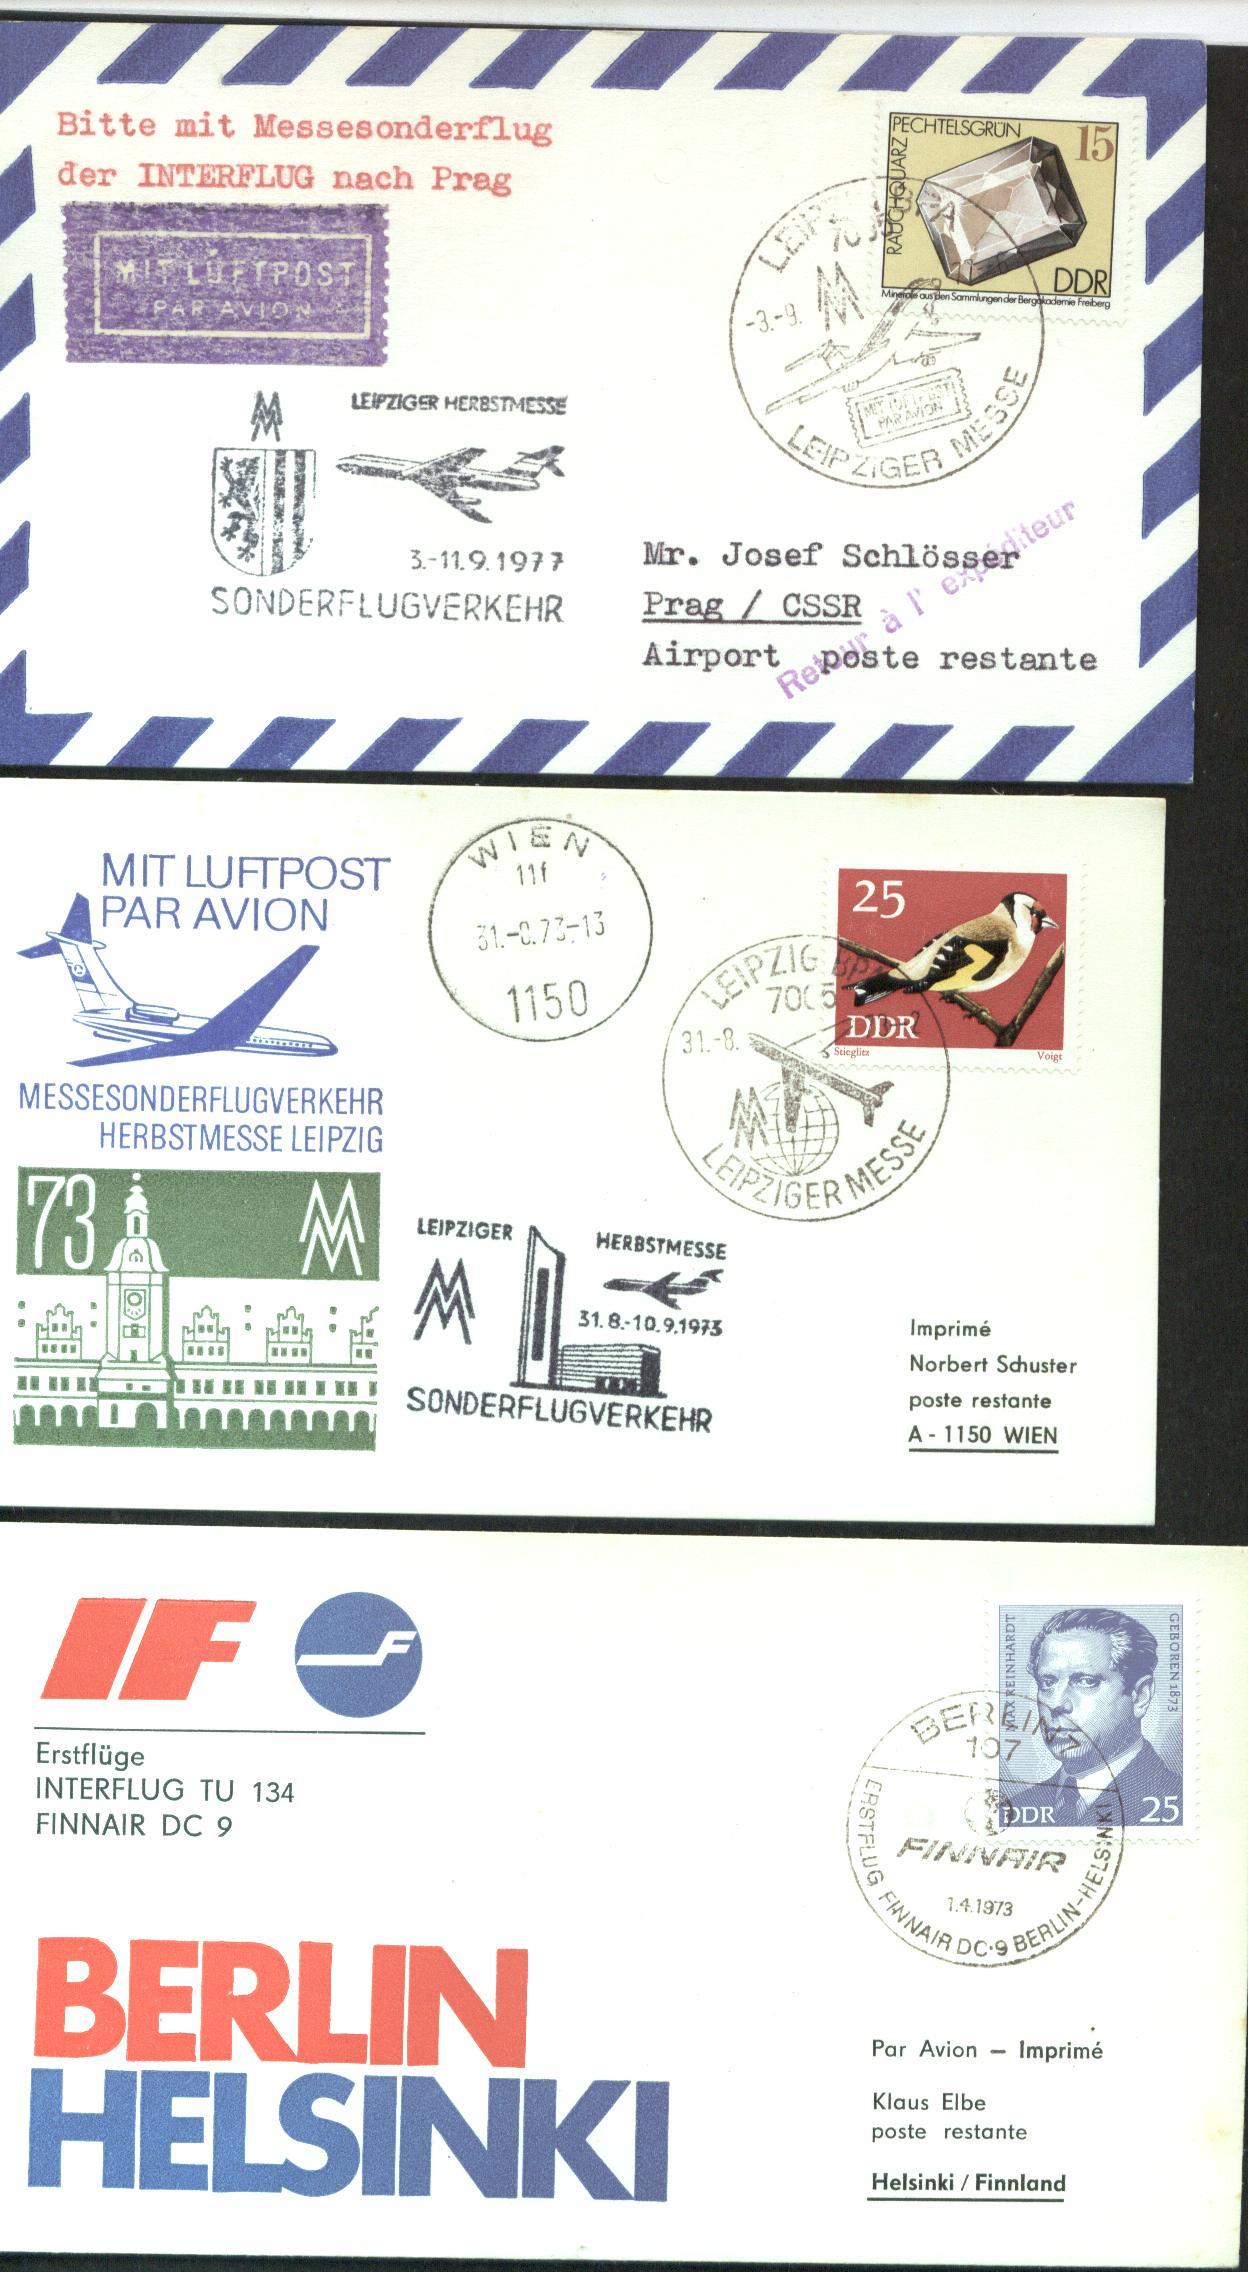 Bitte mit Messesonderflug
der INTERFLUG nach Prag
MIT LUFTPOST
PAR AVION
PECHTELSGRÜN
RAUCHQUARZ
15
DDR
Minerale aus den Sammlungen der Bergakademie Freiberg
-3.-9.
MIT LUFTPOST
PAR AVION
LEIPZIGER MESSE
LEIPZIGER HERBSTMESSE
3.-11.9.1977
SONDERFLUGVERKEHR
Mr. Josef Schlösser
Prag / CSSR
Airport poste restante
Retour à l' expéditeur
MIT LUFTPOST
PAR AVION
MESSESONDERFLUGVERKEHR
HERBSTMESSE LEIPZIG
73
WIEN
11f
31.-8.73-13
1150
25
DDR
Stieglitz
Voigt
LEIPZIG
31.-8.
LEIPZIGER MESSE
LEIPZIGER HERBSTMESSE
31.8.-10.9.1973
SONDERFLUGVERKEHR
Imprimé
Norbert Schuster
poste restante
A - 1150 WIEN
IF
F
Erstflüge
INTERFLUG TU 134
FINNAIR DC 9
BERLIN
HELSINKI
MAX REINHARDT
GEBOREN 1873
DDR
25
BERLIN 7
107
FINNAIR
1.4.1973
ERSTFLUG FINNAIR DC-9 BERLIN-HELSINKI
Par Avion – Imprimé
Klaus Elbe
poste restante
Helsinki / Finnland